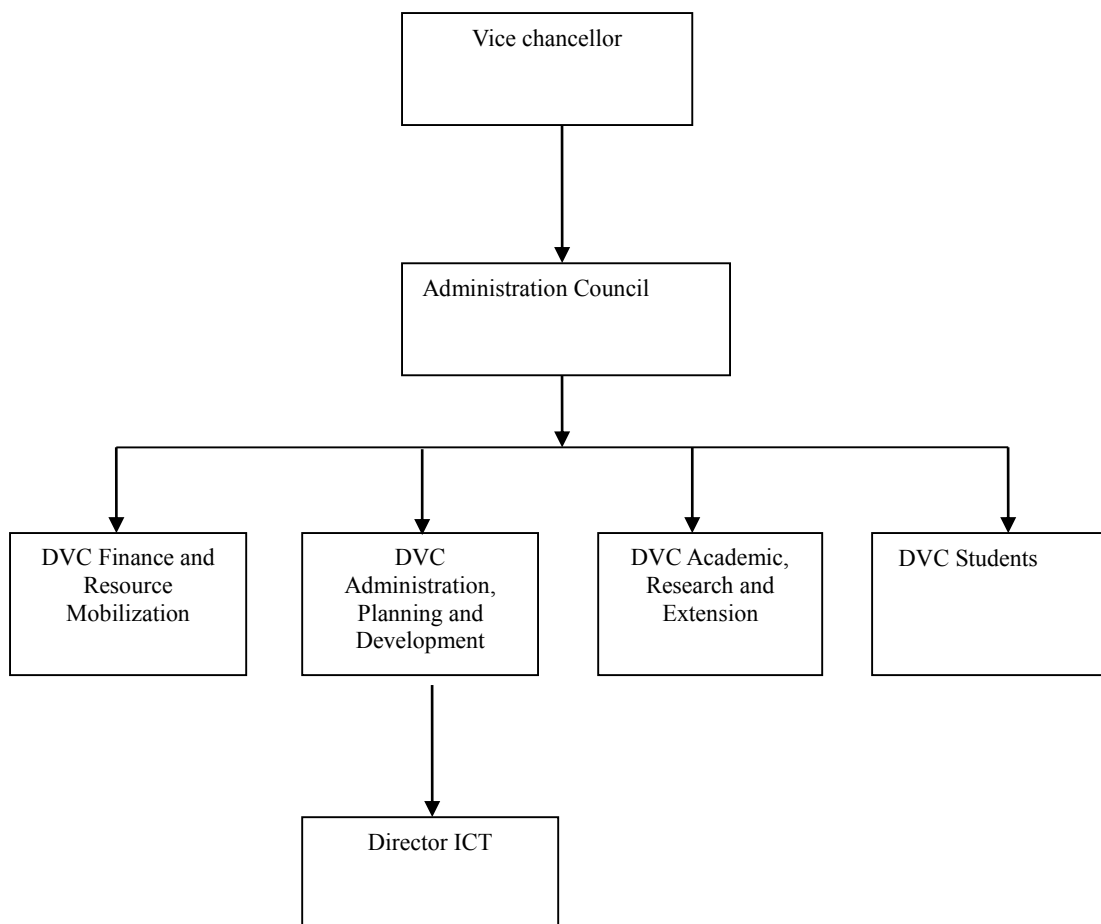 Vice chancellor
Administration Council
DVC Finance and
Resource
Mobilization
DVC
Administration,
Planning and
Development
DVC Academic,
Research and
Extension
DVC Students
Director ICT